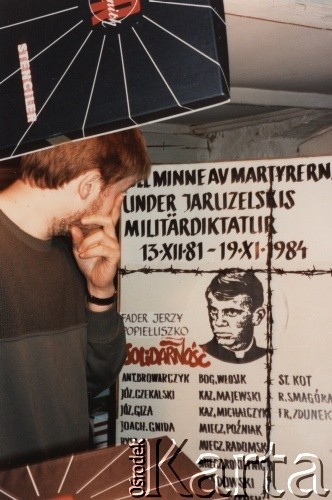 STENCILER
TILL MINNE AV MARTYRERNA
UNDER JARUZELSKIS
MILITÄRDIKTATUR
13·XII·81 - 19·XI·1984
FADER JERZY
POPIEŁUSZKO
SOLIDARNOŚĆ
ANT.BROWARCZYK
JÓZ.CZEKALSKI
JÓZ.GIZA
JOACH.GNIDA
BOG.WŁOSIK
KAZ.MAJEWSKI
KAZ.MICHALCZYK
MIECZ.POŹNIAK
MIECZ.RADOMSKI
ST.KOT
R.SMAGÓRA
FR.ZDUNEK
Ośrodek
Karta